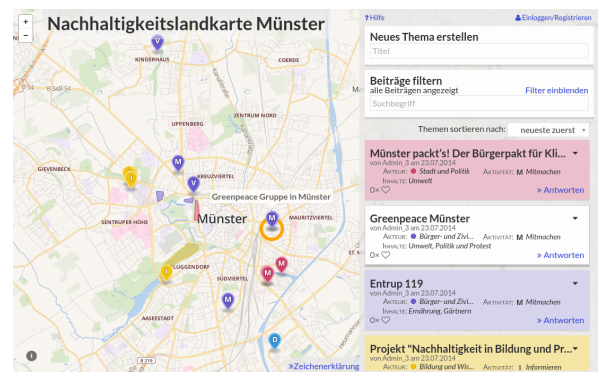 Nachhaltigkeitslandkarte Münster
+
−
KINDERHAUS
COERDE
V
B 54 B 54 B 54
Kanalstraße
ZENTRUM NORD
UPPENBERG
GIEVENBECK
M
I
KREUZVIERTEL
V
Greenpeace Gruppe in Münster
SENTRUPER HÖHE
Münster
M
MAURITZVIERTEL
I
PLUGGENDORF
M
M
SÜDVIERTEL
M
AASEESTADT
D
B 219
i
»Zeichenerklärung
? Hilfe
Einloggen/Registrieren
Neues Thema erstellen
Titel
Beiträge filtern
alle Beiträgen angezeigt
Filter einblenden
Suchbegriff
Themen sortieren nach: neueste zuerst
Münster packt's! Der Bürgerpakt für Kli...
von Admin_3 am 23.07.2014
AKTEUR: Stadt und Politik AKTIVITÄT: M Mitmachen
INHALTE: Umwelt
0×
» Antworten
Greenpeace Münster
von Admin_3 am 23.07.2014
AKTEUR: Bürger- und Zivi... AKTIVITÄT: M Mitmachen
INHALTE: Umwelt, Politik und Protest
0×
» Antworten
Entrup 119
von Admin_3 am 23.07.2014
AKTEUR: Bürger- und Zivi... AKTIVITÄT: M Mitmachen
INHALTE: Ernährung, Gärtnern
0×
» Antworten
Projekt "Nachhaltigkeit in Bildung und Pr...
von Admin_3 am 23.07.2014
AKTEUR: Bildung und Wis... AKTIVITÄT: I Informieren